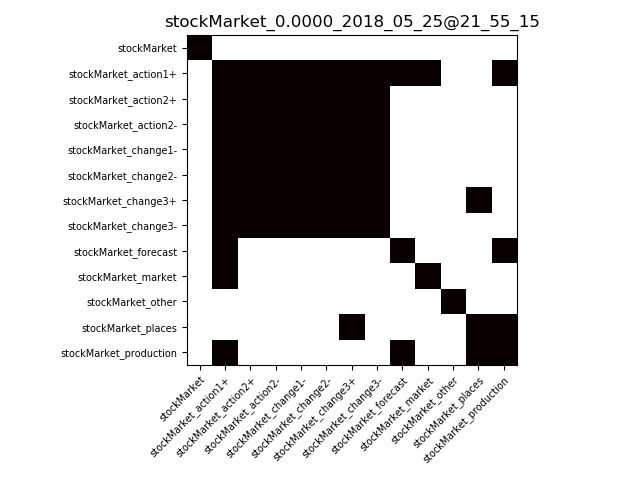 stockMarket_0.0000_2018_05_25@21_55_15
stockMarket
stockMarket_action1+
stockMarket_action2+
stockMarket_action2-
stockMarket_change1-
stockMarket_change2-
stockMarket_change3+
stockMarket_change3-
stockMarket_forecast
stockMarket_market
stockMarket_other
stockMarket_places
stockMarket_production
stockMarket
stockMarket_action1+
stockMarket_action2+
stockMarket_action2-
stockMarket_change1-
stockMarket_change2-
stockMarket_change3+
stockMarket_change3-
stockMarket_forecast
stockMarket_market
stockMarket_other
stockMarket_places
stockMarket_production